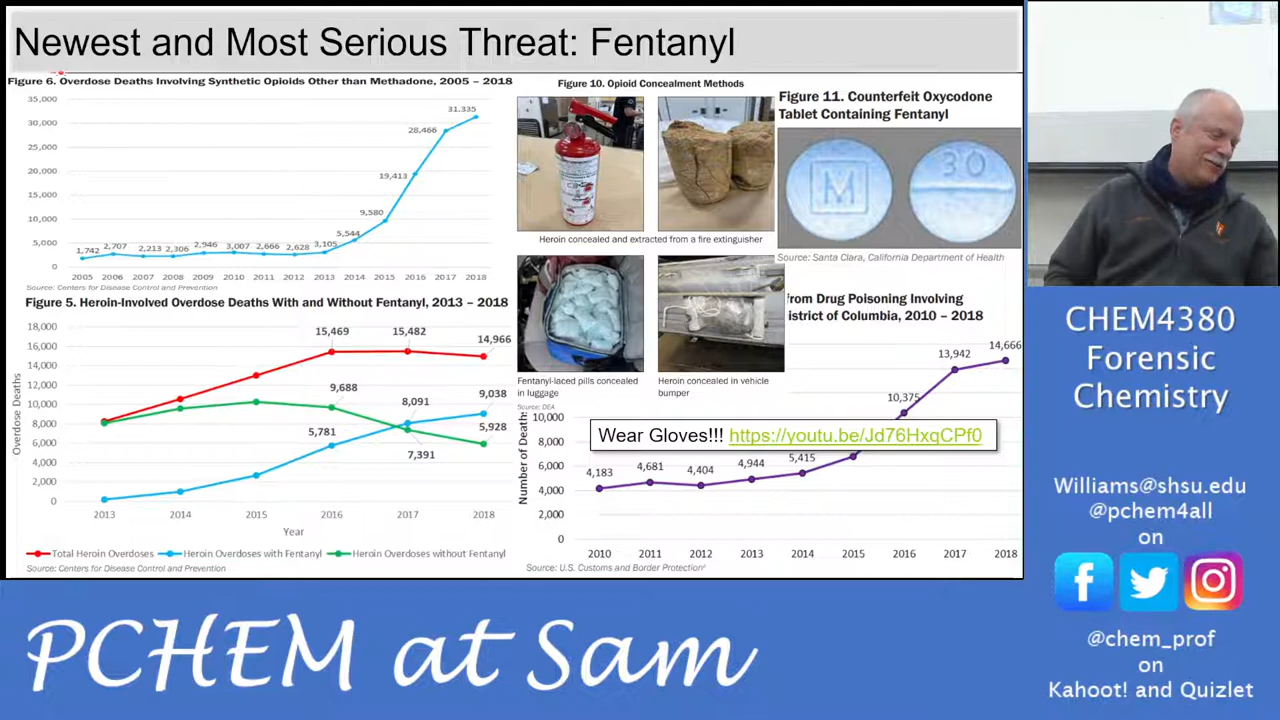 Newest and Most Serious Threat: Fentanyl
Figure 6. Overdose Deaths Involving Synthetic Opioids Other than Methadone, 2005 – 2018
35,000
30,000
25,000
20,000
15,000
10,000
5,000
0
1,742
2,707
2,213
2,306
2,946
3,007
2,666
2,628
3,105
5,544
9,580
19,413
28,466
31,335
2005 2006 2007 2008 2009 2010 2011 2012 2013 2014 2015 2016 2017 2018
Source: Centers for Disease Control and Prevention
Figure 5. Heroin-Involved Overdose Deaths With and Without Fentanyl, 2013 – 2018
Overdose Deaths
18,000
16,000
14,000
12,000
10,000
8,000
6,000
4,000
2,000
0
15,469
15,482
14,966
9,688
9,038
8,091
5,781
5,928
7,391
2013 2014 2015 2016 2017 2018
Year
Total Heroin Overdoses Heroin Overdoses with Fentanyl Heroin Overdoses without Fentanyl
Source: Centers for Disease Control and Prevention
Figure 10. Opioid Concealment Methods
Heroin concealed and extracted from a fire extinguisher
Fentanyl-laced pills concealed
in luggage
Heroin concealed in vehicle
bumper
Source: DEA
Figure 11. Counterfeit Oxycodone
Tablet Containing Fentanyl
M
30
Source: Santa Clara, California Department of Health
from Drug Poisoning Involving
istrict of Columbia, 2010 – 2018
Number of Death
10,000
8,000
6,000
4,000
2,000
0
4,183
4,681
4,404
4,944
5,415
10,375
13,942
14,666
2010 2011 2012 2013 2014 2015 2016 2017 2018
Source: U.S. Customs and Border Protection
Wear Gloves!!! https://youtu.be/Jd76HxqCPf0
CHEM4380
Forensic
Chemistry
Williams@shsu.edu
@pchem4all
on
@chem_prof
on
Kahoot! and Quizlet
PCHEM at Sam